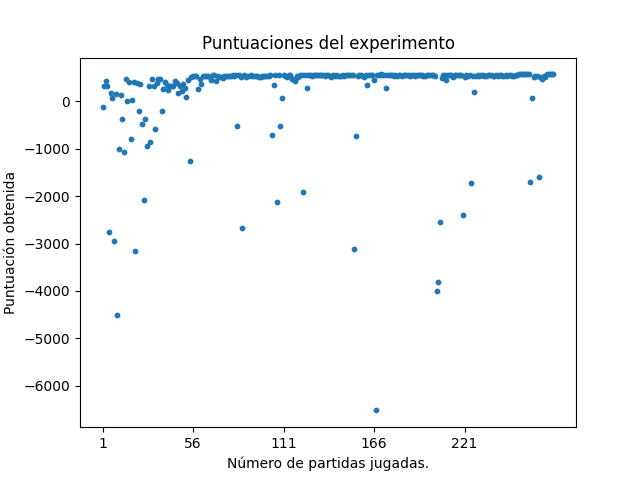 Puntuaciones del experimento
Puntuación obtenida
0
−1000
−2000
−3000
−4000
−5000
−6000
1 56 111 166 221
Número de partidas jugadas.